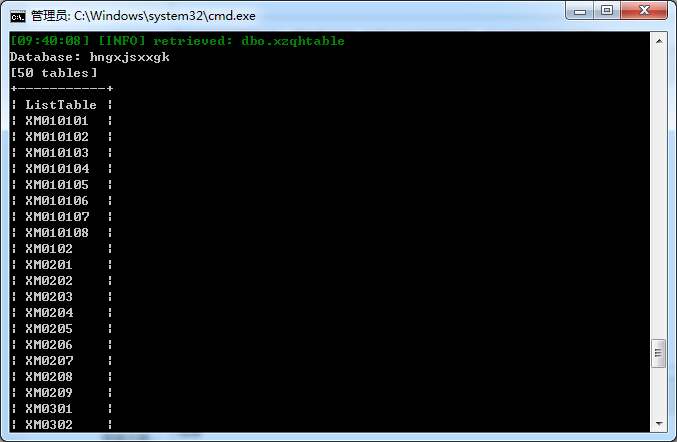 管理员: C:\Windows\system32\cmd.exe
[09:40:08] [INFO] retrieved: dbo.xzqhtable
Database: hngxjsxxgk
[50 tables]
+-----------+
¦ ListTable ¦
¦ XM010101  ¦
¦ XM010102  ¦
¦ XM010103  ¦
¦ XM010104  ¦
¦ XM010105  ¦
¦ XM010106  ¦
¦ XM010107  ¦
¦ XM010108  ¦
¦ XM0102    ¦
¦ XM0201    ¦
¦ XM0202    ¦
¦ XM0203    ¦
¦ XM0204    ¦
¦ XM0205    ¦
¦ XM0206    ¦
¦ XM0207    ¦
¦ XM0208    ¦
¦ XM0209    ¦
¦ XM0301    ¦
¦ XM0302    ¦